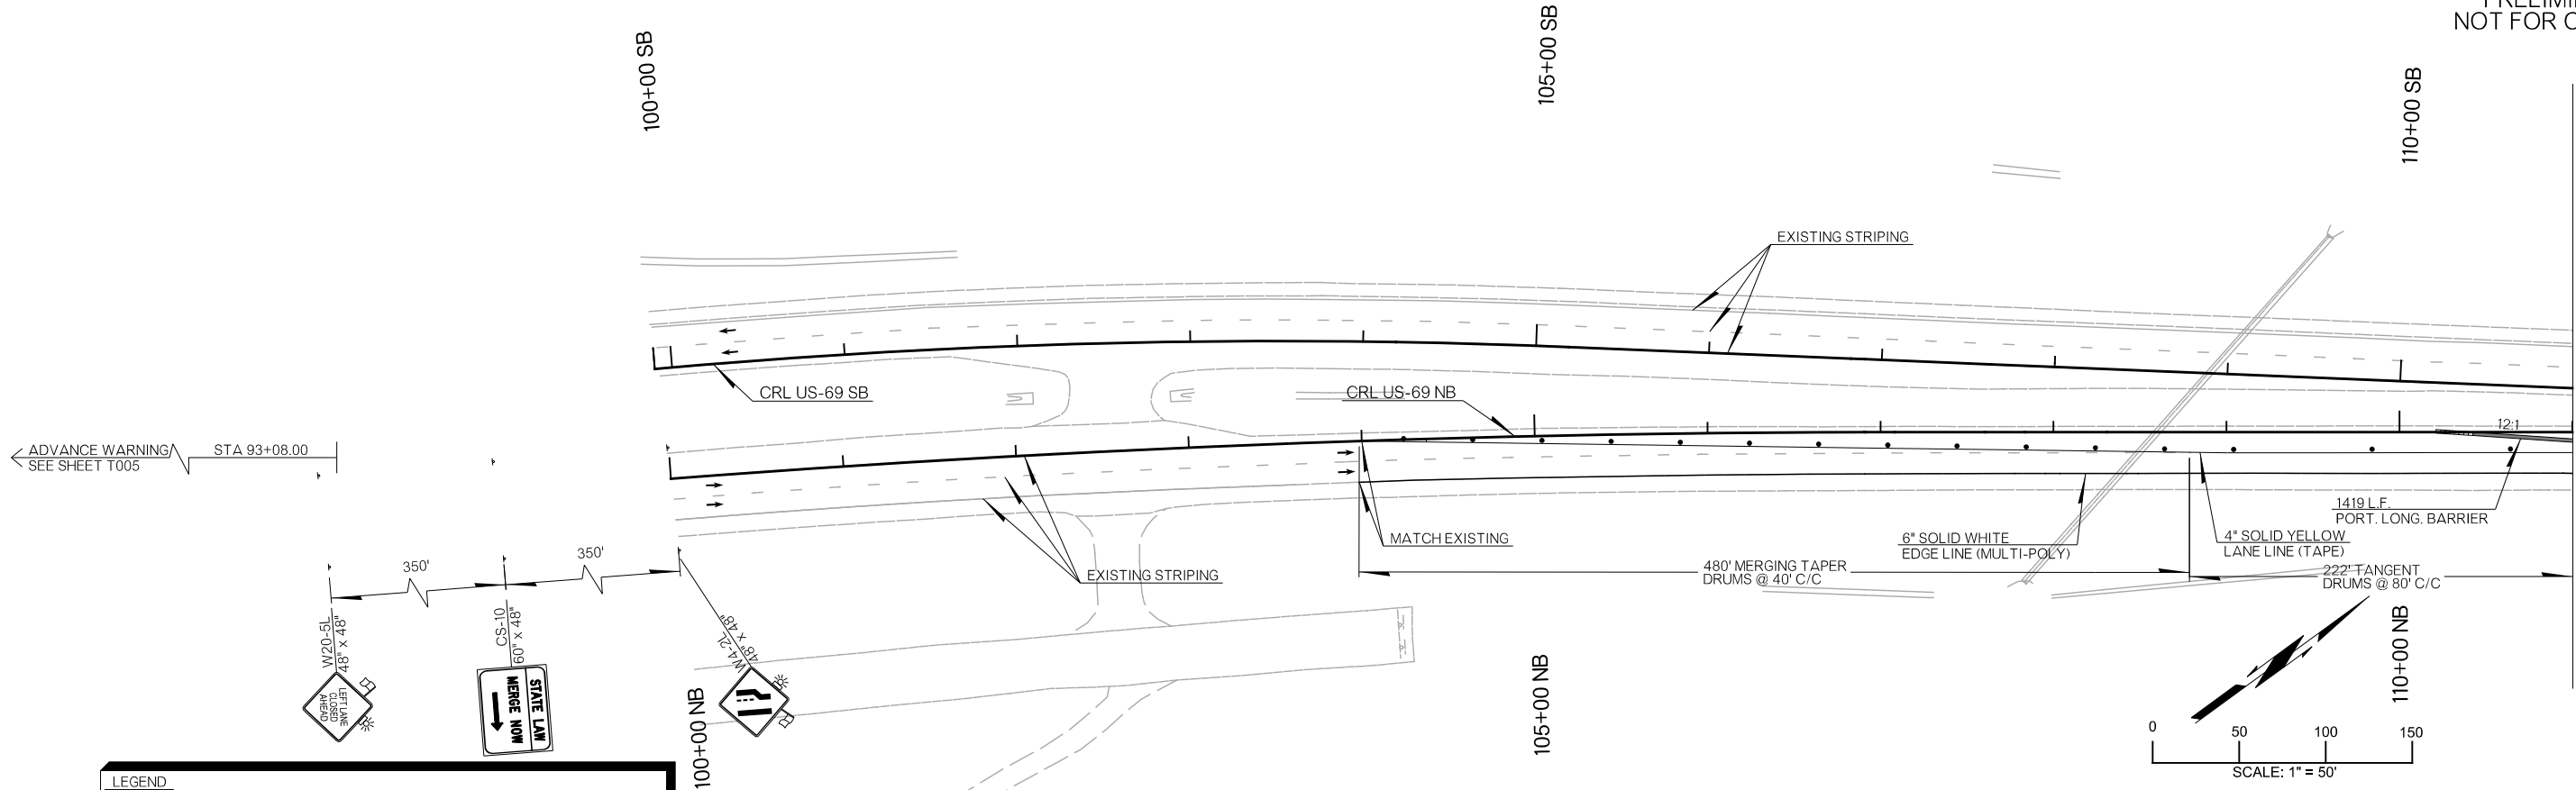 NOT FOR C
100+00 SB
105+00 SB
110+00 SB
EXISTING STRIPING
CRL US-69 SB
CRL US-69 NB
ADVANCE WARNING
SEE SHEET T005
STA 93+08.00
12:1
1419 L.F.
PORT. LONG. BARRIER
MATCH EXISTING
6" SOLID WHITE
EDGE LINE (MULTI-POLY)
4" SOLID YELLOW
LANE LINE (TAPE)
480' MERGING TAPER
DRUMS @ 40' C/C
222' TANGENT
DRUMS @ 80' C/C
EXISTING STRIPING
350'
350'
W20-5L
48" x 48"
CS-10
60" x 48"
W4-2L
48" x 48"
LEFT LANE
CLOSED
AHEAD
STATE LAW
MERGE NOW
100+00 NB
105+00 NB
110+00 NB
0 50 100 150
SCALE: 1" = 50'
LEGEND